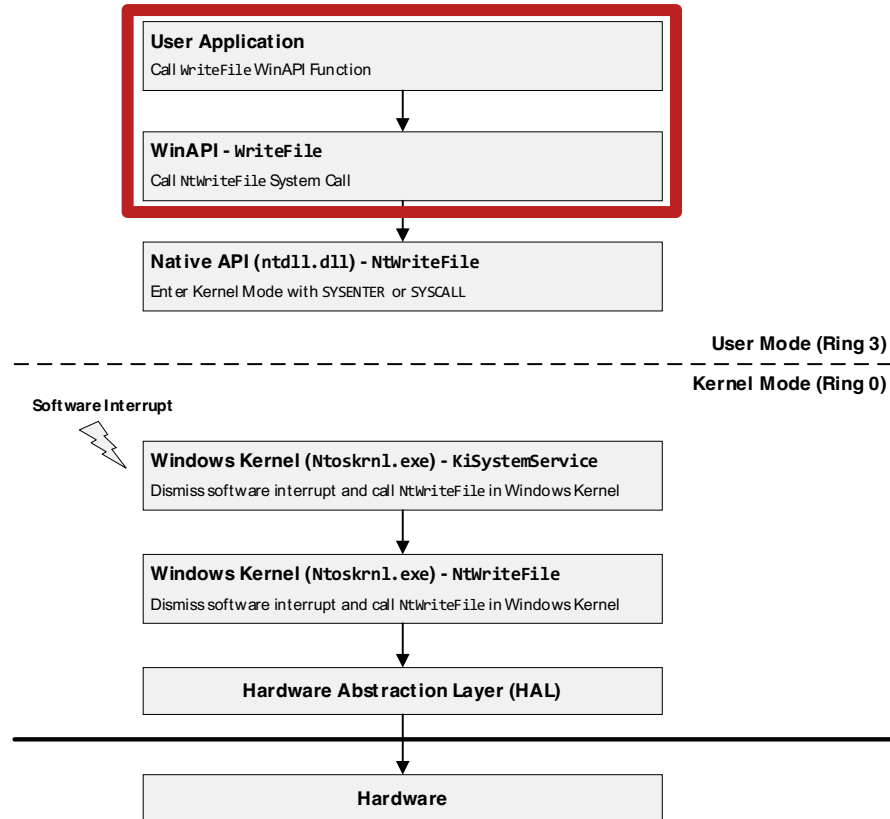 User Application
Call WriteFile WinAPI Function
WinAPI - WriteFile
Call NtWriteFile System Call
Native API (ntdll.dll) - NtWriteFile
Enter Kernel Mode with SYSENTER or SYSCALL
User Mode (Ring 3)
Kernel Mode (Ring 0)
Software Interrupt
Windows Kernel (Ntoskrnl.exe) - KiSystemService
Dismiss software interrupt and call NtWriteFile in Windows Kernel
Windows Kernel (Ntoskrnl.exe) - NtWriteFile
Dismiss software interrupt and call NtWriteFile in Windows Kernel
Hardware Abstraction Layer (HAL)
Hardware